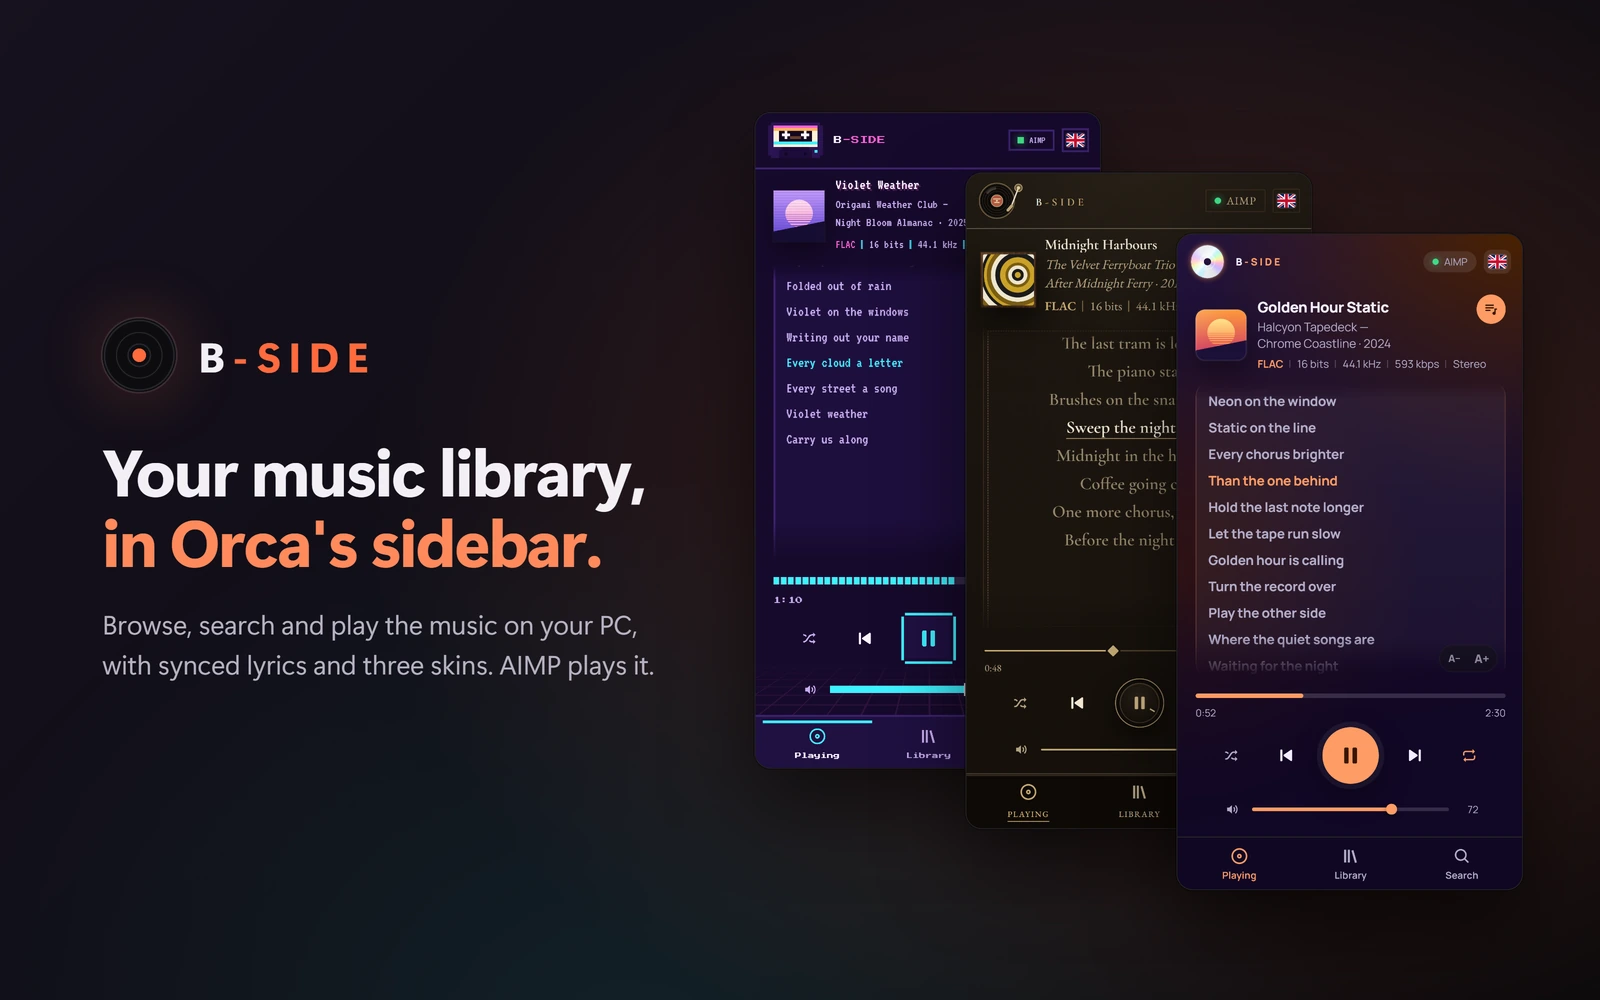 B-SIDE
Your music library,
in Orca's sidebar.
Browse, search and play the music on your PC,
with synced lyrics and three skins. AIMP plays it.
B-SIDE
AIMP
Violet Weather
Origami Weather Club –
Night Bloom Almanac · 2025
FLAC | 16 bits | 44.1 kHz |
Folded out of rain
Violet on the windows
Writing out your name
Every cloud a letter
Every street a song
Violet weather
Carry us along
1:10
Playing
Library
B-SIDE
AIMP
Midnight Harbours
The Velvet Ferryboat Trio
After Midnight Ferry · 20
FLAC | 16 bits | 44.1 kH
The last tram is
The piano
Brushes on the
Sweep the night
Midnight in the
Coffee going
One more chorus,
Before the night
0:48
PLAYING
LIBRARY
B-SIDE
AIMP
Golden Hour Static
Halcyon Tapedeck —
Chrome Coastline · 2024
FLAC | 16 bits | 44.1 kHz | 593 kbps | Stereo
Neon on the window
Static on the line
Every chorus brighter
Than the one behind
Hold the last note longer
Let the tape run slow
Golden hour is calling
Turn the record over
Play the other side
Where the quiet songs are
Waiting for the night
A- A+
0:52
2:30
72
Playing
Library
Search